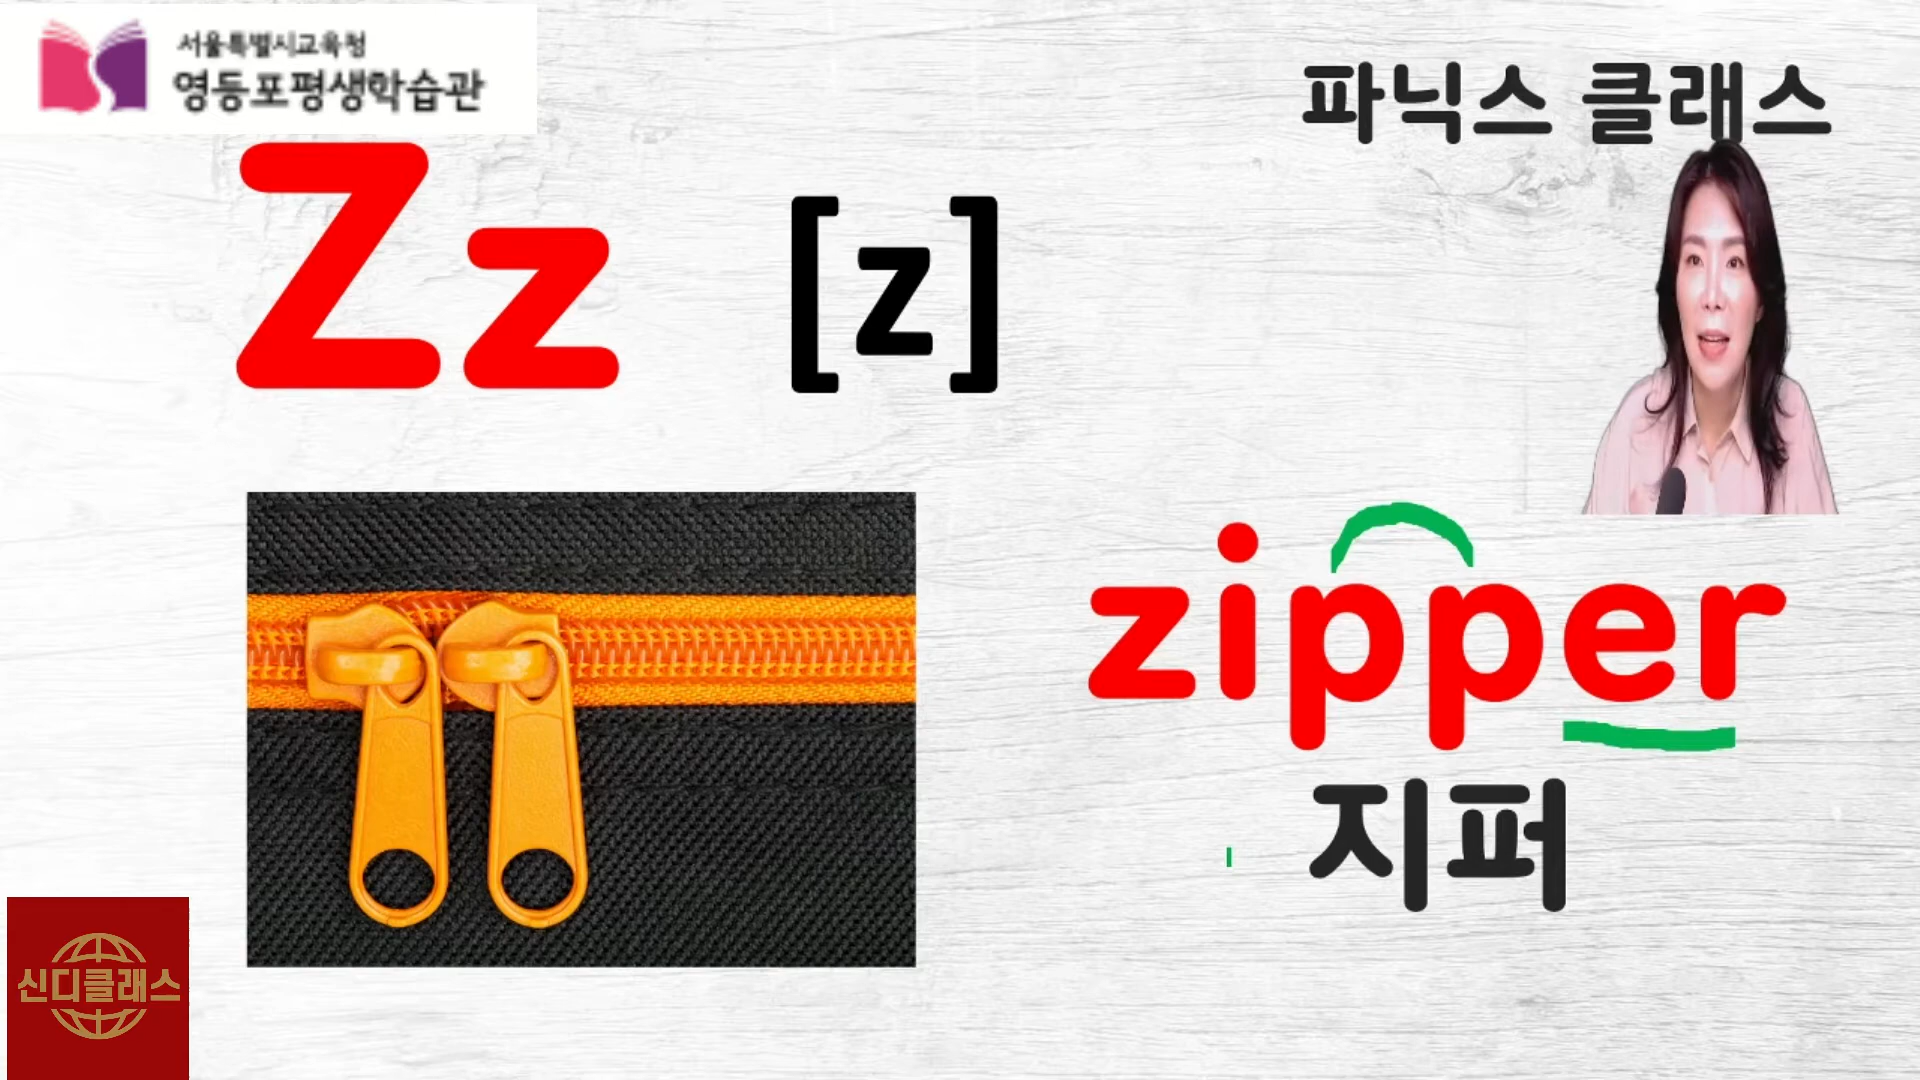 서울특별시교육청
영등포평생학습관
파닉스 클래스
Zz [z]
zipper
지퍼
신디클래스